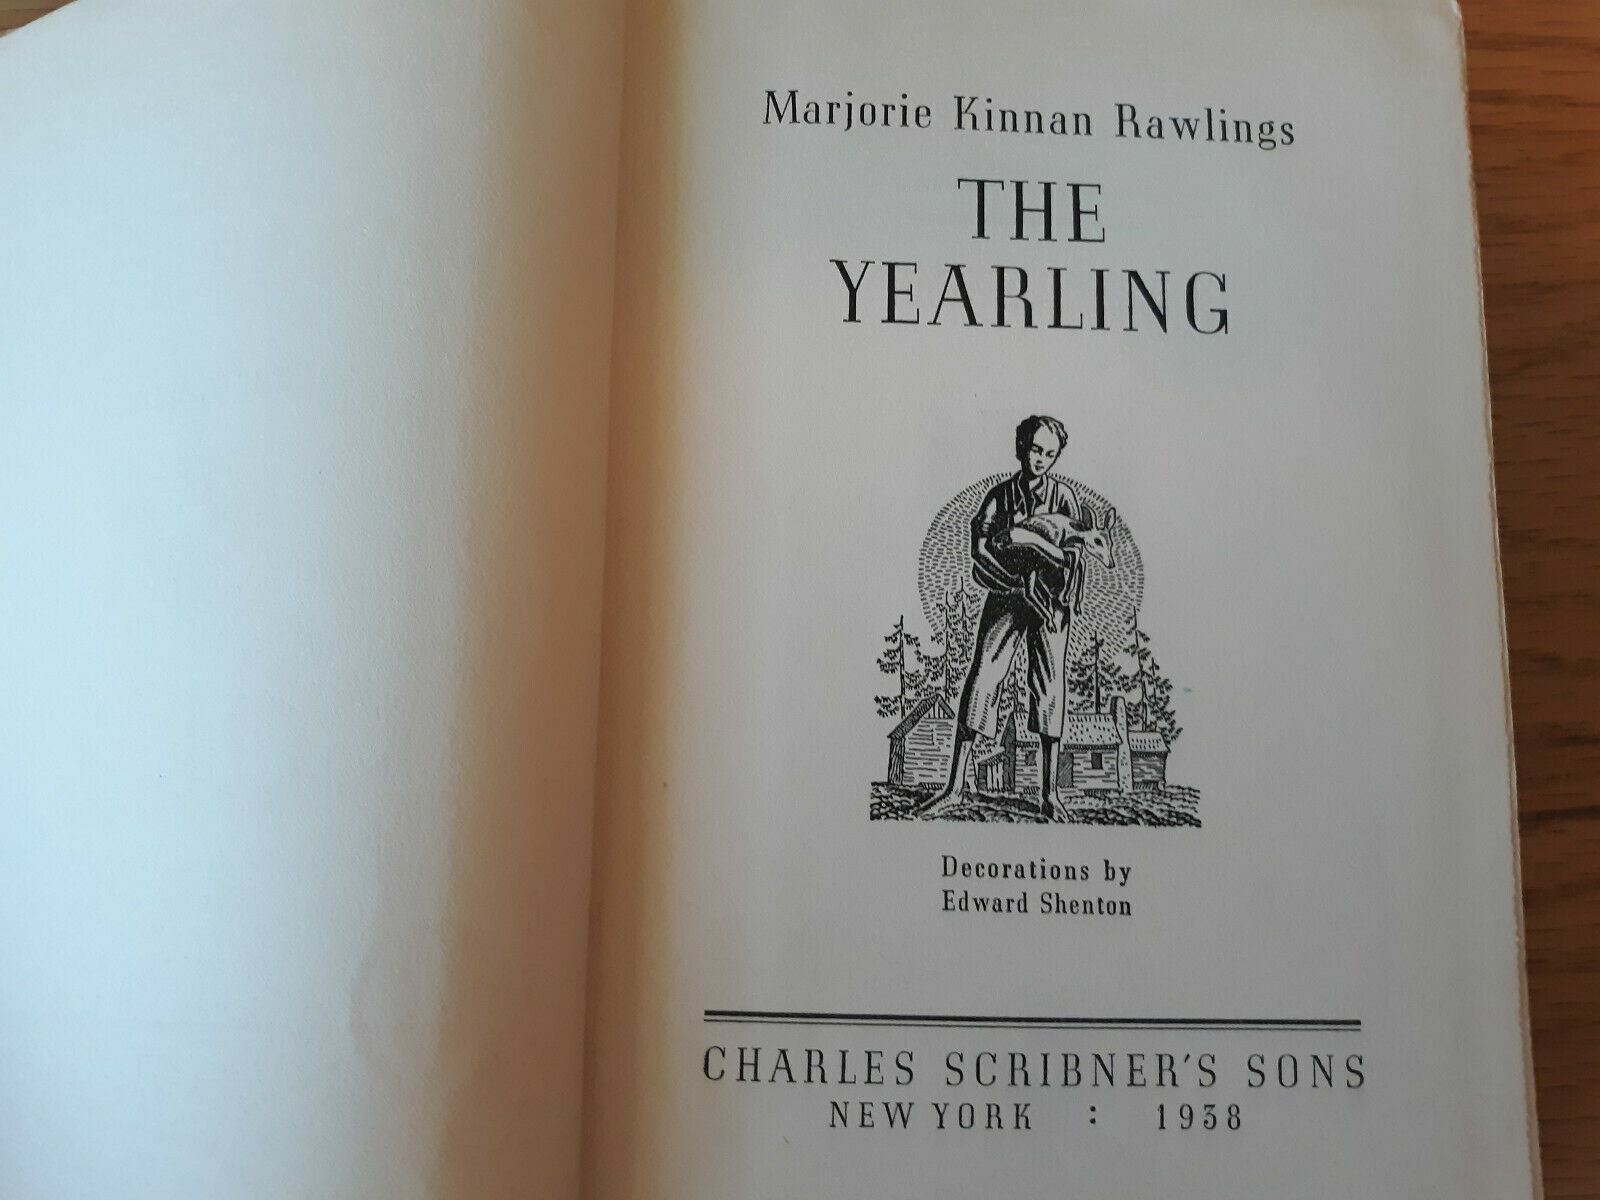 Marjorie Kinnan Rawlings
THE
YEARLING
Decorations by
Edward Shenton
CHARLES SCRIBNER'S SONS
NEW YORK : 1938